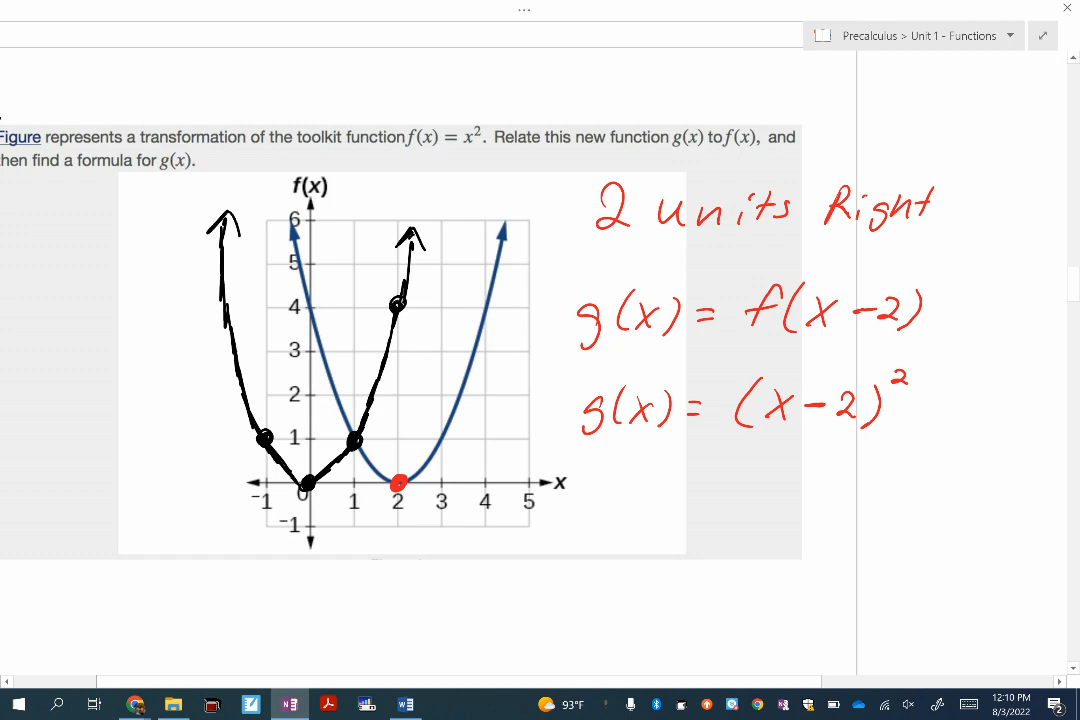 ...
Precalculus > Unit 1 - Functions
Figure represents a transformation of the toolkit function f(x) = x². Relate this new function g(x) to f(x), and
then find a formula for g(x).
f(x)
6
5
4
3
2
1
0
-1
-1
1
2
3
4
5
x
2 units Right
g(x) = f(x-2)
g(x) = (x-2)²
93°F
12:10 PM
8/3/2022
2